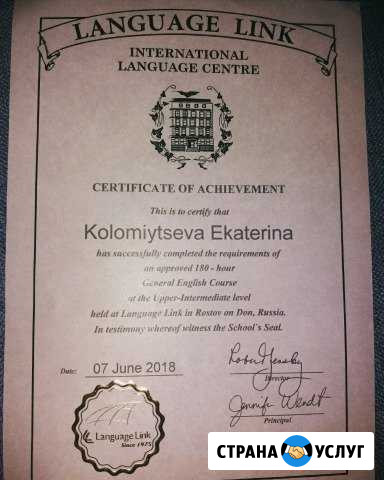 LANGUAGE LINK
INTERNATIONAL
LANGUAGE CENTRE
CERTIFICATE OF ACHIEVEMENT
This is to certify that
Kolomiytseva Ekaterina
has successfully completed the requirements of
an approved 180 - hour
General English Course
at the Upper-Intermediate level
held at Language Link in Rostov on Don, Russia.
In testimony whereof witness the School`s Seal.
Date: 07 June 2018
Director
Jennifer Wendt
Principal
Language Link
Since 1975
СТРАНА УСЛУГ